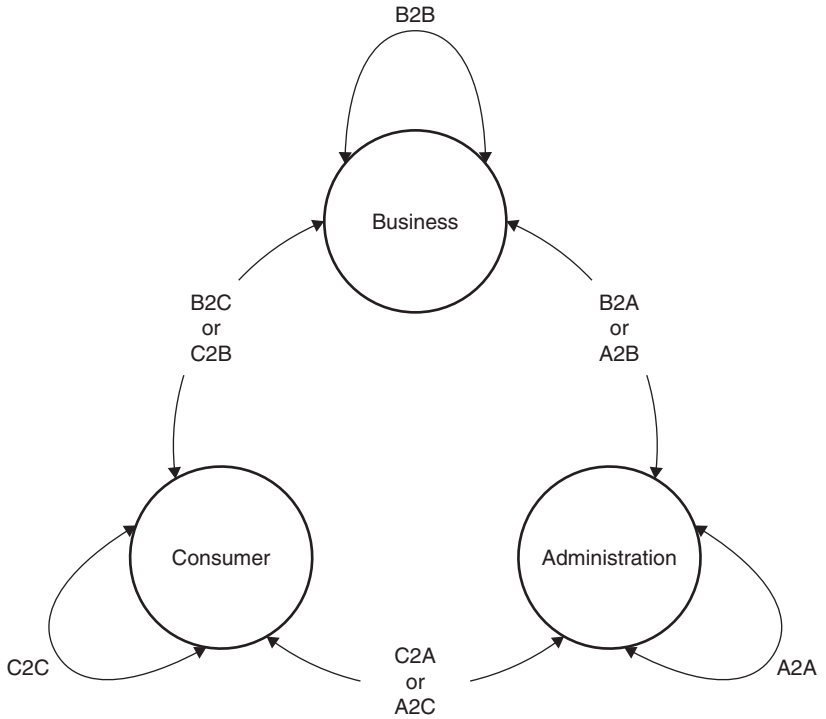 B2B
Business
B2C
or
C2B
B2A
or
A2B
Consumer
Administration
C2C
C2A
or
A2C
A2A